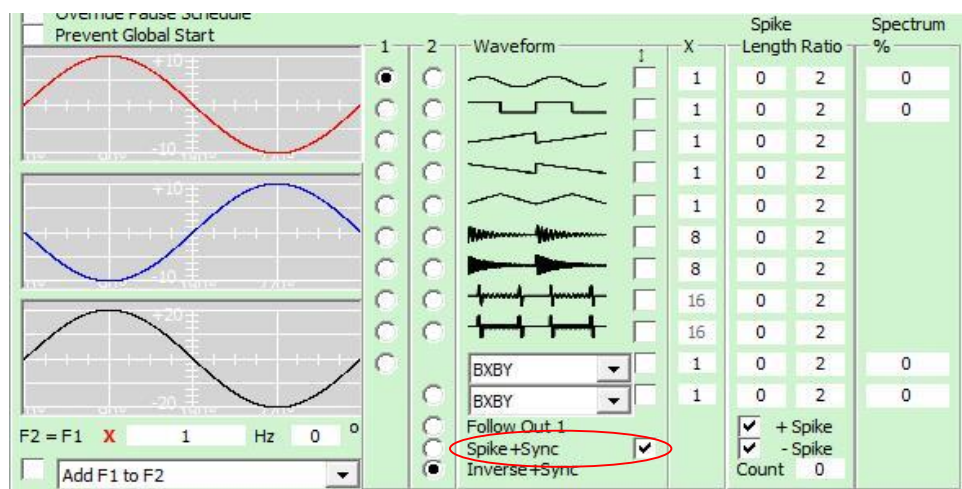 Override Pause Schedule
Prevent Global Start
Spike
Spectrum
1
2
Waveform
↕
X
Length Ratio
%
+10
-10
1 0 2 0
1 0 2 0
1 0 2
1 0 2
+10
-10
1 0 2
8 0 2
8 0 2
16 0 2
+20
-20
16 0 2
BXBY
1 0 2 0
BXBY
1 0 2 0
F2 = F1 X 1 Hz 0 º
Follow Out 1
+ Spike
Spike+Sync
- Spike
Add F1 to F2
Inverse+Sync
Count 0